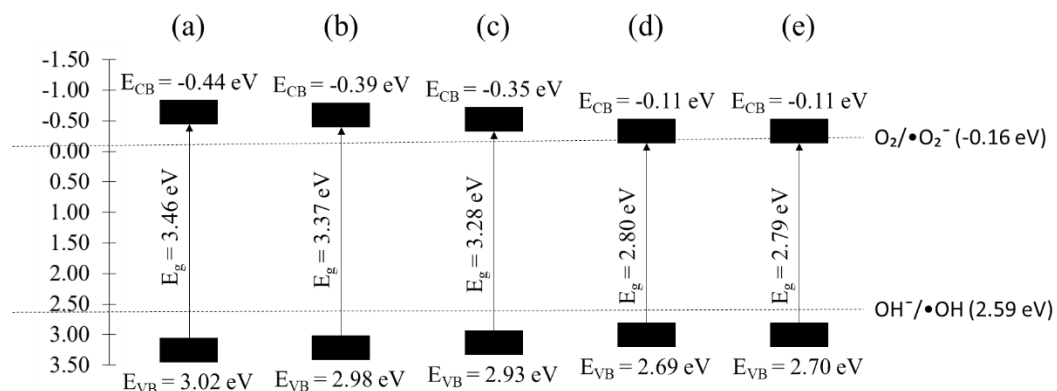 (a) (b) (c) (d) (e)
-1.50
-1.00
-0.50
0.00
0.50
1.00
1.50
2.00
2.50
3.00
3.50
E_CB = -0.44 eV
E_CB = -0.39 eV
E_CB = -0.35 eV
E_CB = -0.11 eV
E_CB = -0.11 eV
O₂/•O₂⁻ (-0.16 eV)
E_g = 3.46 eV
E_g = 3.37 eV
E_g = 3.28 eV
E_g = 2.80 eV
E_g = 2.79 eV
OH⁻/•OH (2.59 eV)
E_VB = 3.02 eV
E_VB = 2.98 eV
E_VB = 2.93 eV
E_VB = 2.69 eV
E_VB = 2.70 eV